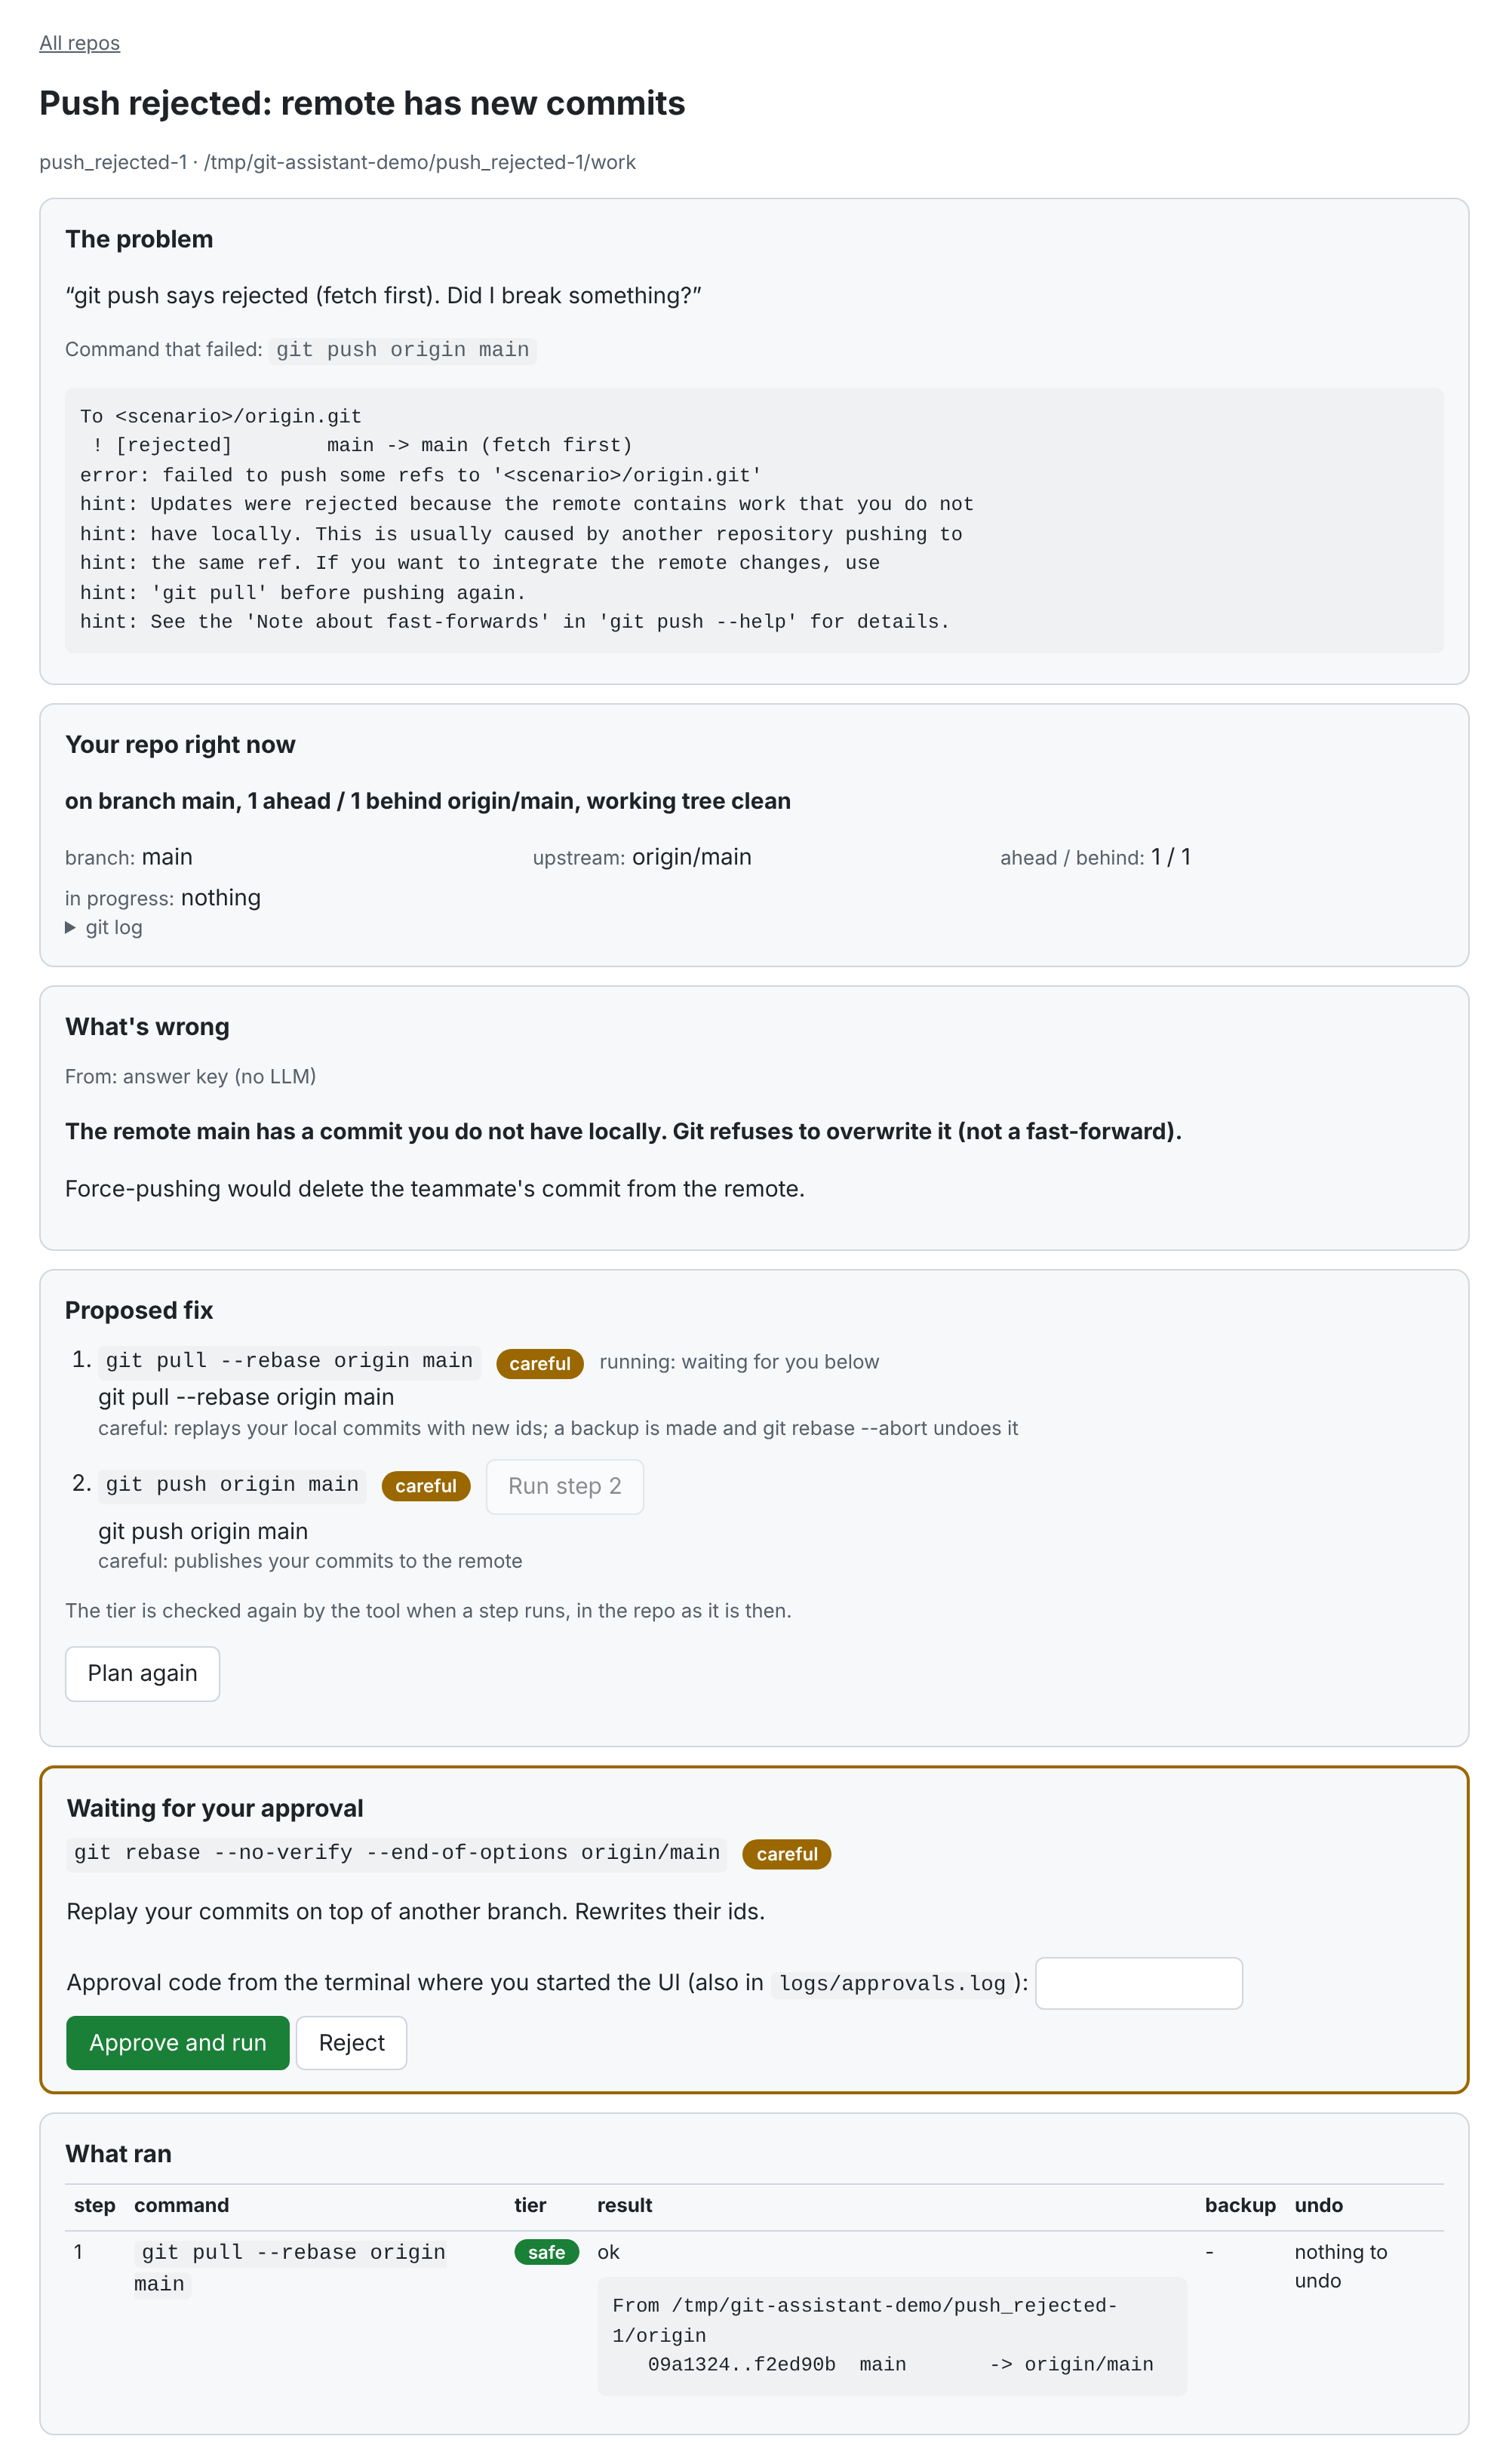 All repos
Push rejected: remote has new commits
push_rejected-1 · /tmp/git-assistant-demo/push_rejected-1/work
The problem
“git push says rejected (fetch first). Did I break something?”
Command that failed: git push origin main
To <scenario>/origin.git
 ! [rejected]        main -> main (fetch first)
error: failed to push some refs to '<scenario>/origin.git'
hint: Updates were rejected because the remote contains work that you do not
hint: have locally. This is usually caused by another repository pushing to
hint: the same ref. If you want to integrate the remote changes, use
hint: 'git pull' before pushing again.
hint: See the 'Note about fast-forwards' in 'git push --help' for details.
Your repo right now
on branch main, 1 ahead / 1 behind origin/main, working tree clean
branch: main upstream: origin/main ahead / behind: 1 / 1
in progress: nothing
▶ git log
What's wrong
From: answer key (no LLM)
The remote main has a commit you do not have locally. Git refuses to overwrite it (not a fast-forward).
Force-pushing would delete the teammate's commit from the remote.
Proposed fix
1. git pull --rebase origin main careful running: waiting for you below
git pull --rebase origin main
careful: replays your local commits with new ids; a backup is made and git rebase --abort undoes it
2. git push origin main careful Run step 2
git push origin main
careful: publishes your commits to the remote
The tier is checked again by the tool when a step runs, in the repo as it is then.
Plan again
Waiting for your approval
git rebase --no-verify --end-of-options origin/main careful
Replay your commits on top of another branch. Rewrites their ids.
Approval code from the terminal where you started the UI (also in logs/approvals.log):
Approve and run Reject
What ran
step command tier result backup undo
1 git pull --rebase origin safe ok - nothing to
main undo
From /tmp/git-assistant-demo/push_rejected-
1/origin
   09a1324..f2ed90b  main       -> origin/main